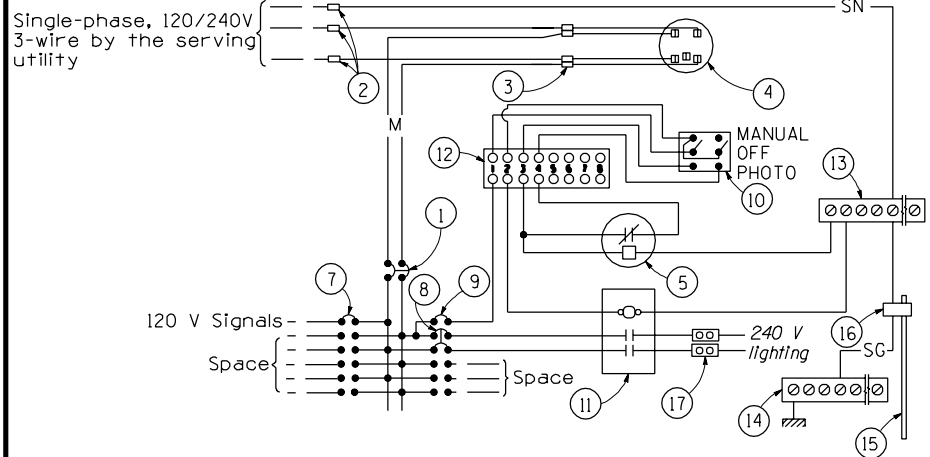 SN
Single-phase, 120/240V
3-wire by the serving
utility
2
3
4
M
12
1 2 3 4 5 6 7 8
MANUAL
OFF
PHOTO
10
13
1
5
7
8
9
120 V Signals
240 V
lighting
16
Space
Space
SG
11
17
14
15